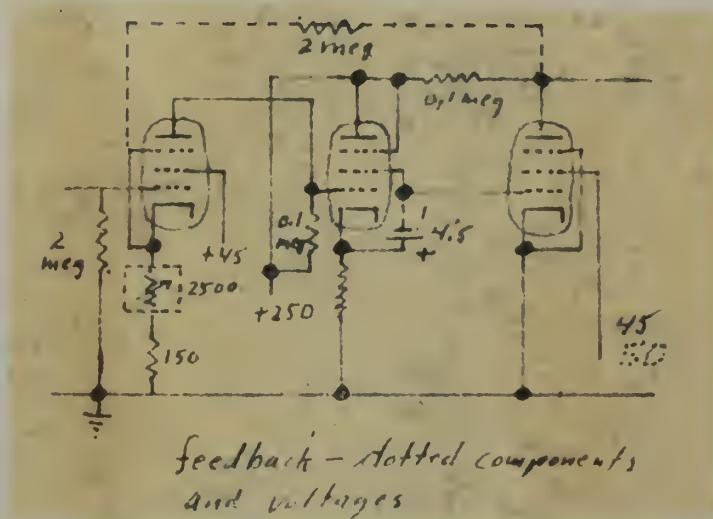 2 meg
0,1 meg
2
meg
+45
0.1
meg
4.5
+
2500
+250
150
45
50
feedback - dotted components
and voltages